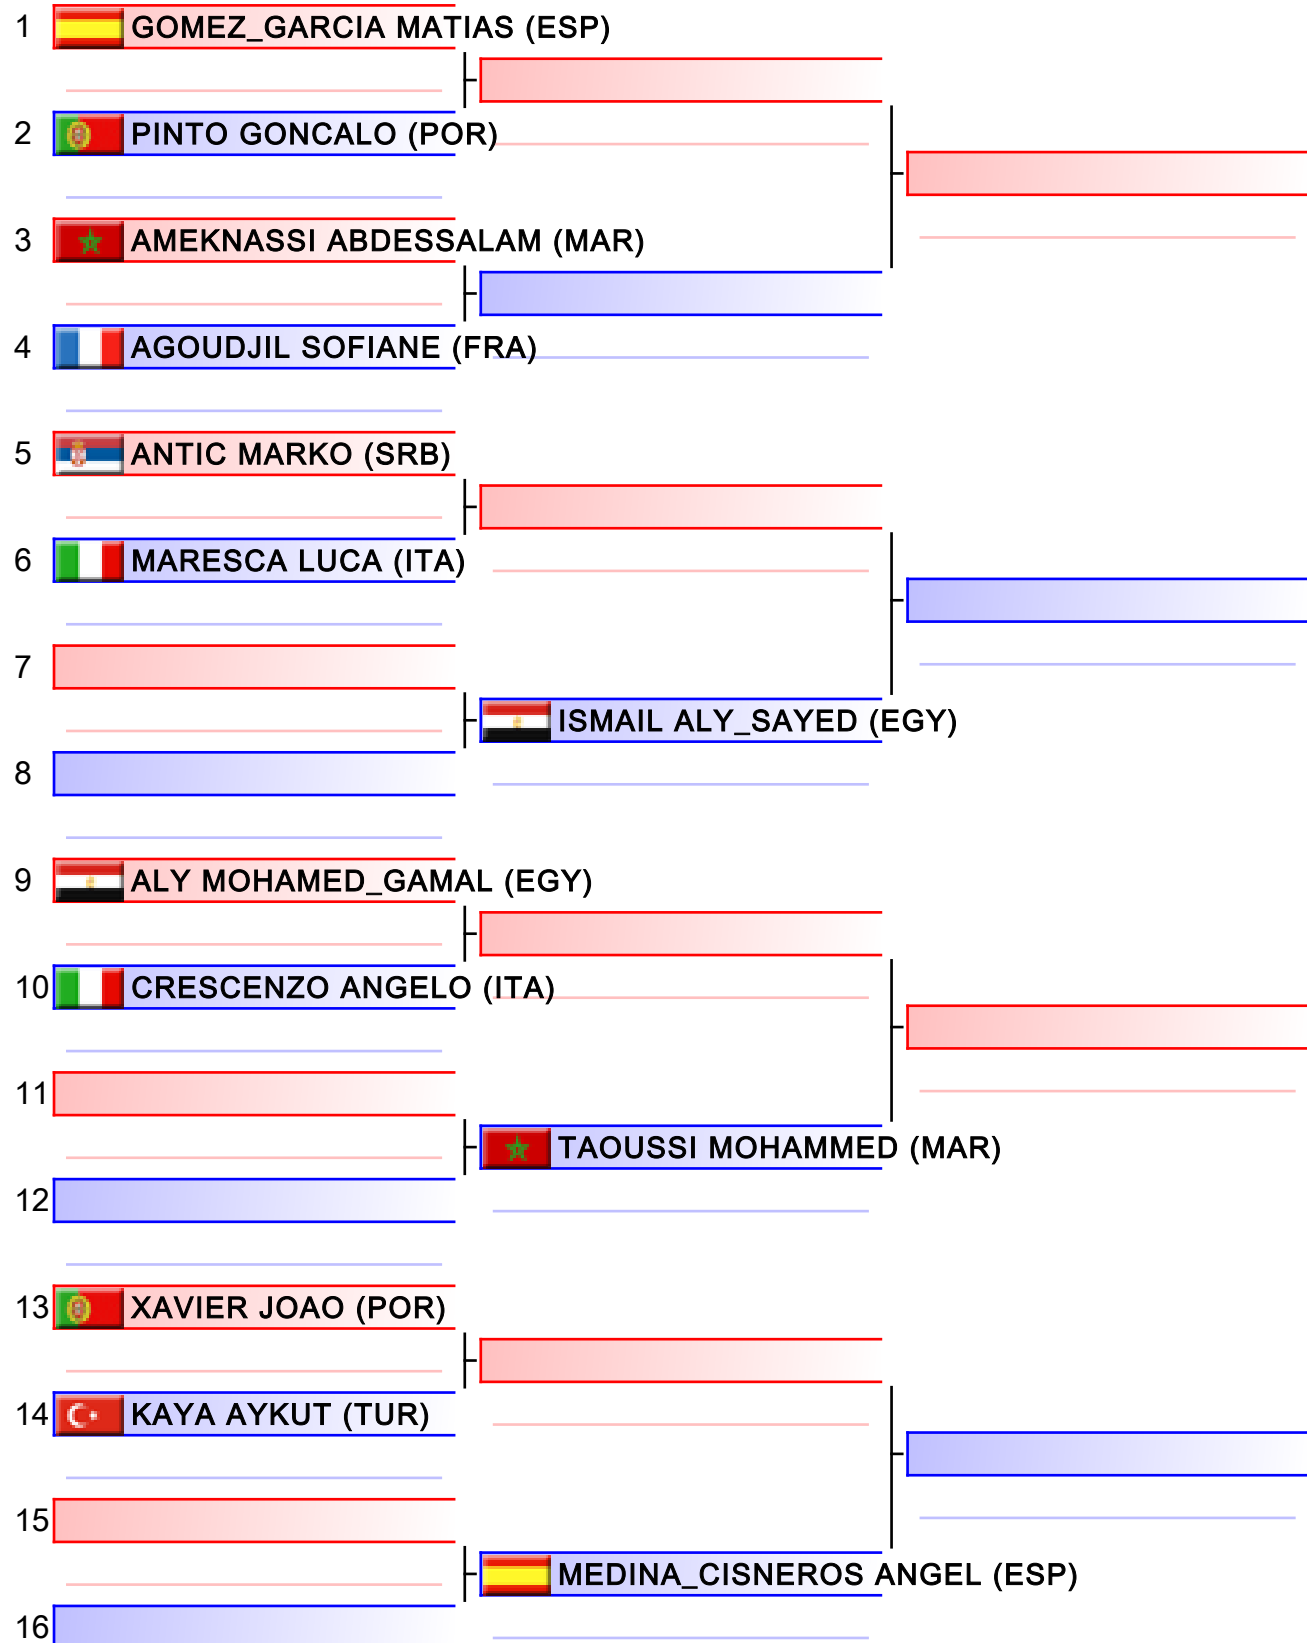 1 GOMEZ_GARCIA MATIAS (ESP)
2 PINTO GONCALO (POR)
3 AMEKNASSI ABDESSALAM (MAR)
4 AGOUDJIL SOFIANE (FRA)
5 ANTIC MARKO (SRB)
6 MARESCA LUCA (ITA)
7
ISMAIL ALY_SAYED (EGY)
8
9 ALY MOHAMED_GAMAL (EGY)
10 CRESCENZO ANGELO (ITA)
11
TAOUSSI MOHAMMED (MAR)
12
13 XAVIER JOAO (POR)
14 KAYA AYKUT (TUR)
15
MEDINA_CISNEROS ANGEL (ESP)
16